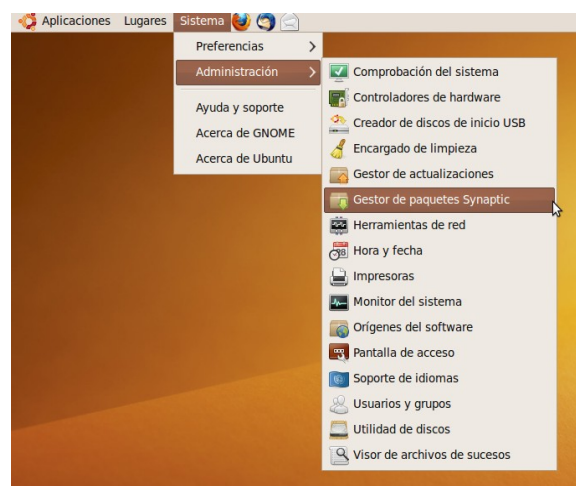 Aplicaciones Lugares Sistema
Preferencias
Administración
Ayuda y soporte
Acerca de GNOME
Acerca de Ubuntu
Comprobación del sistema
Controladores de hardware
Creador de discos de inicio USB
Encargado de limpieza
Gestor de actualizaciones
Gestor de paquetes Synaptic
Herramientas de red
Hora y fecha
Impresoras
Monitor del sistema
Orígenes del software
Pantalla de acceso
Soporte de idiomas
Usuarios y grupos
Utilidad de discos
Visor de archivos de sucesos